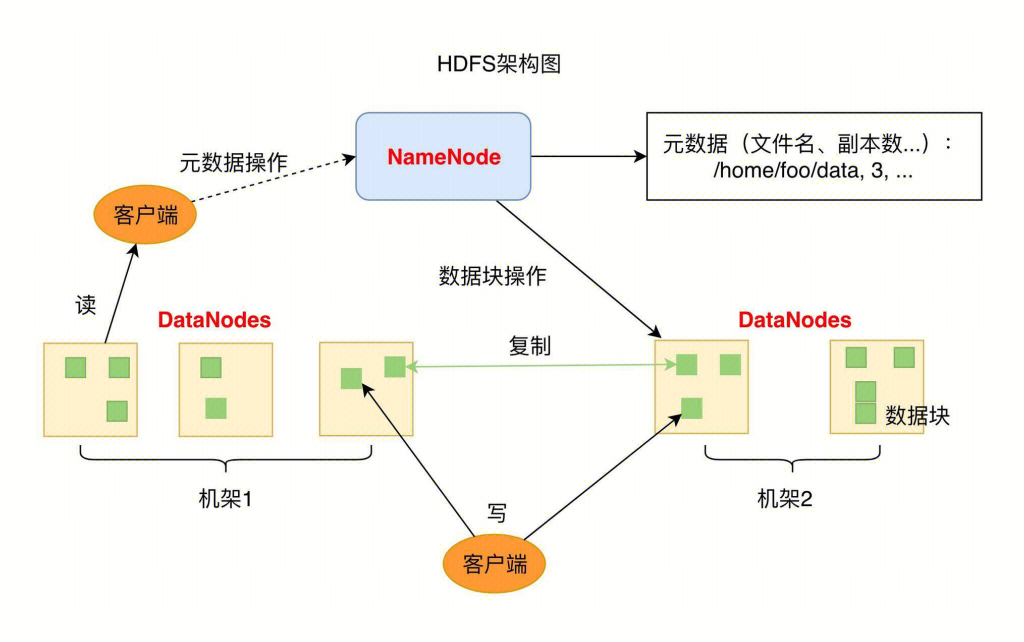 HDFS架构图
元数据操作
NameNode
元数据（文件名、副本数...）：
/home/foo/data, 3, ...
客户端
数据块操作
读
DataNodes
DataNodes
复制
数据块
机架1
机架2
写
客户端